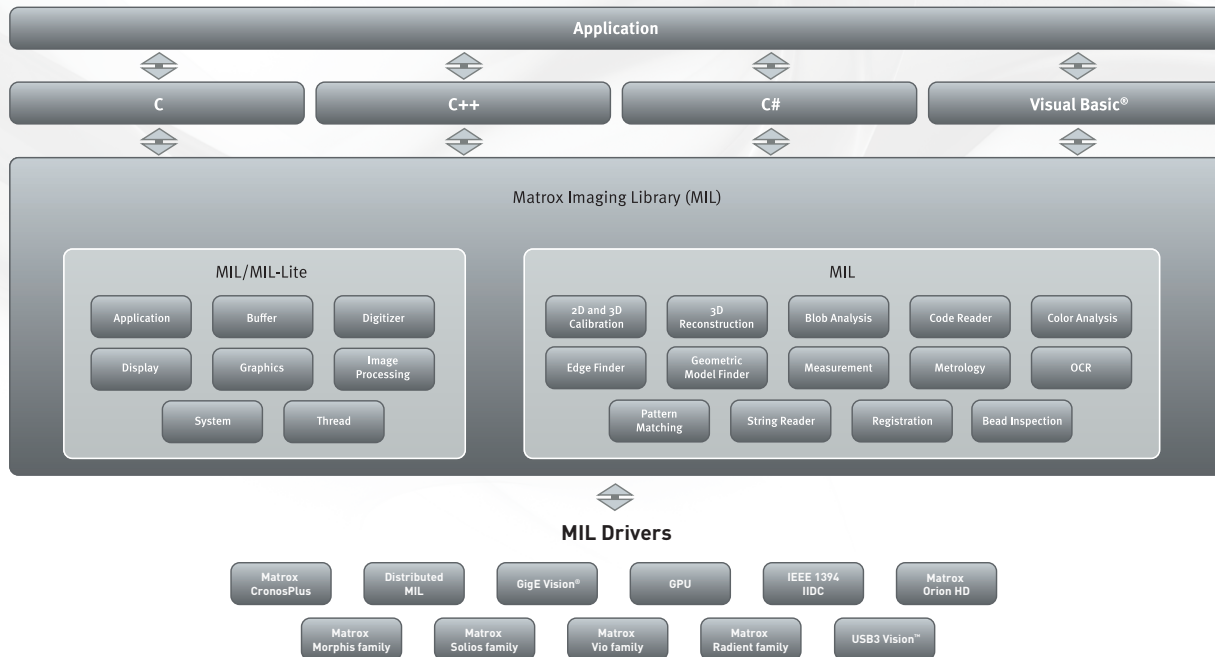 Application
C
C++
C#
Visual Basic®
Matrox Imaging Library (MIL)
MIL/MIL-Lite
Application
Buffer
Digitizer
Display
Graphics
Image
Processing
System
Thread
MIL
2D and 3D
Calibration
3D
Reconstruction
Blob Analysis
Code Reader
Color Analysis
Edge Finder
Geometric
Model Finder
Measurement
Metrology
OCR
Pattern
Matching
String Reader
Registration
Bead Inspection
MIL Drivers
Matrox
CronosPlus
Distributed
MIL
GigE Vision®
GPU
IEEE 1394
IIDC
Matrox
Orion HD
Matrox
Morphis family
Matrox
Solios family
Matrox
Vio family
Matrox
Radient family
USB3 Vision™